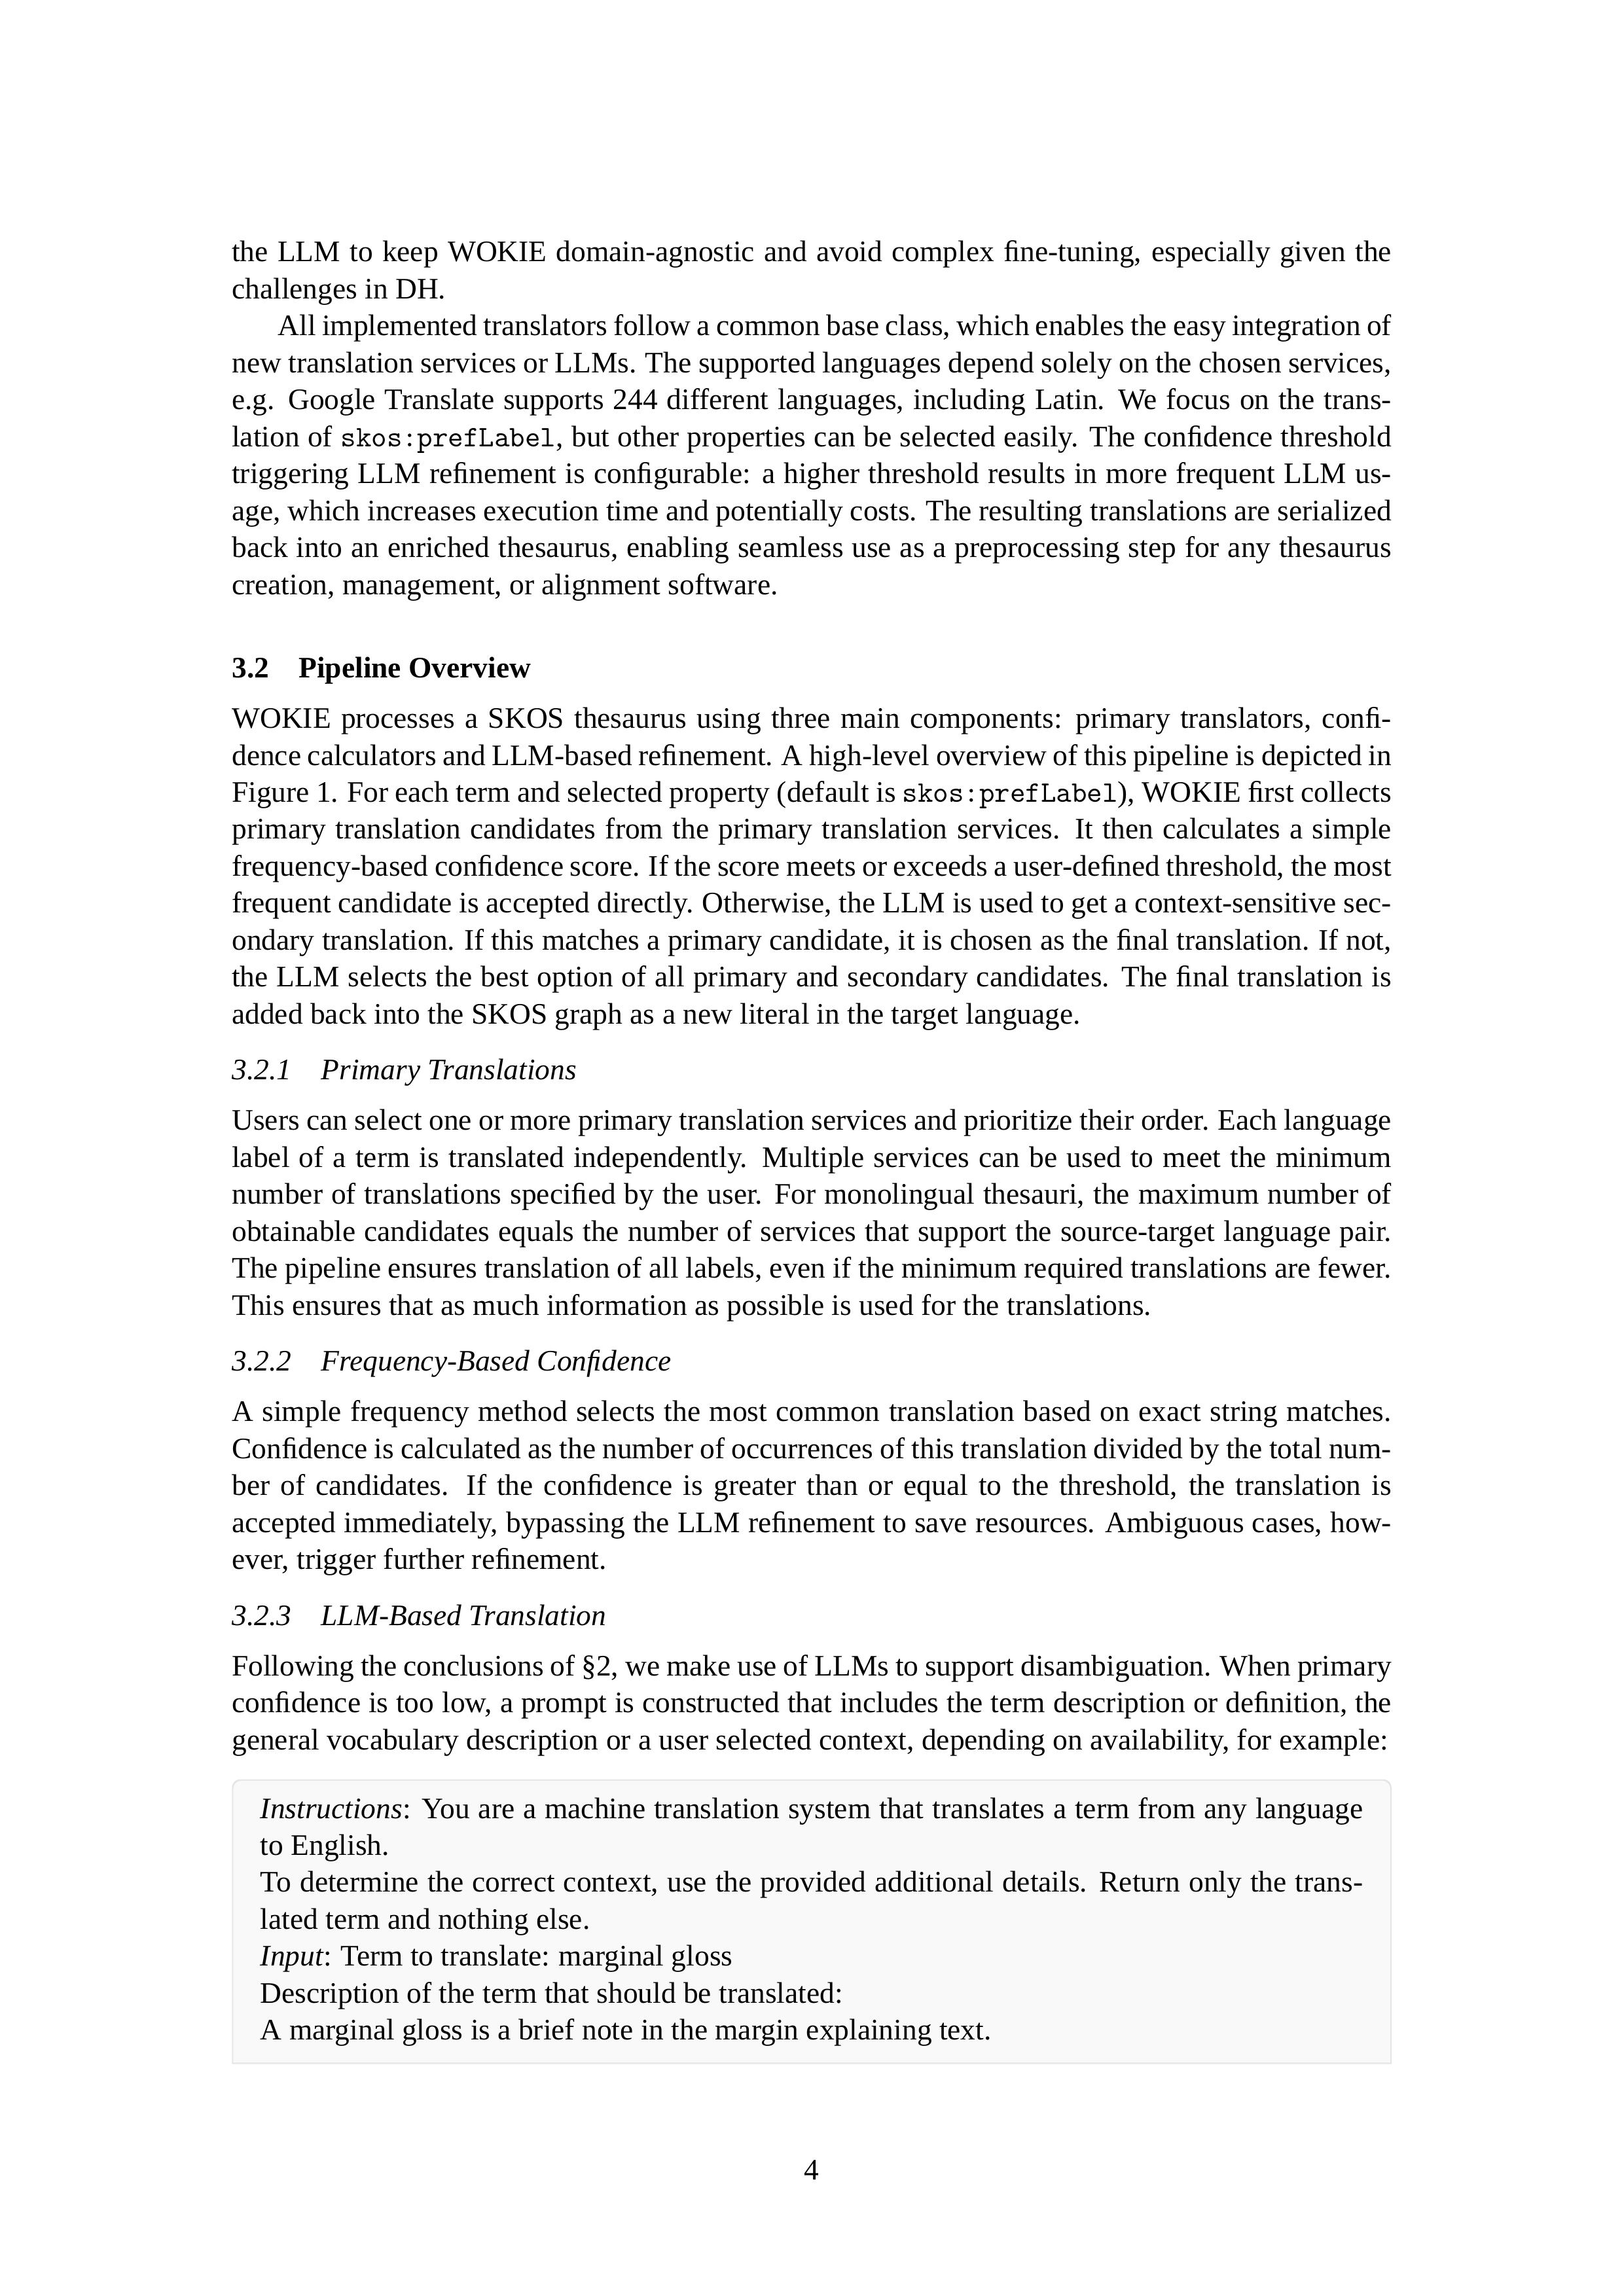 the LLM to keep WOKIE domain-agnostic and avoid complex fine-tuning, especially given the
challenges in DH.
All implemented translators follow a common base class, which enables the easy integration of
new translation services or LLMs. The supported languages depend solely on the chosen services,
e.g. Google Translate supports 244 different languages, including Latin. We focus on the trans-
lation of skos:prefLabel, but other properties can be selected easily. The confidence threshold
triggering LLM refinement is configurable: a higher threshold results in more frequent LLM us-
age, which increases execution time and potentially costs. The resulting translations are serialized
back into an enriched thesaurus, enabling seamless use as a preprocessing step for any thesaurus
creation, management, or alignment software.
3.2 Pipeline Overview
WOKIE processes a SKOS thesaurus using three main components: primary translators, confi-
dence calculators and LLM-based refinement. A high-level overview of this pipeline is depicted in
Figure 1. For each term and selected property (default is skos:prefLabel), WOKIE first collects
primary translation candidates from the primary translation services. It then calculates a simple
frequency-based confidence score. If the score meets or exceeds a user-defined threshold, the most
frequent candidate is accepted directly. Otherwise, the LLM is used to get a context-sensitive sec-
ondary translation. If this matches a primary candidate, it is chosen as the final translation. If not,
the LLM selects the best option of all primary and secondary candidates. The final translation is
added back into the SKOS graph as a new literal in the target language.
3.2.1 Primary Translations
Users can select one or more primary translation services and prioritize their order. Each language
label of a term is translated independently. Multiple services can be used to meet the minimum
number of translations specified by the user. For monolingual thesauri, the maximum number of
obtainable candidates equals the number of services that support the source-target language pair.
The pipeline ensures translation of all labels, even if the minimum required translations are fewer.
This ensures that as much information as possible is used for the translations.
3.2.2 Frequency-Based Confidence
A simple frequency method selects the most common translation based on exact string matches.
Confidence is calculated as the number of occurrences of this translation divided by the total num-
ber of candidates. If the confidence is greater than or equal to the threshold, the translation is
accepted immediately, bypassing the LLM refinement to save resources. Ambiguous cases, how-
ever, trigger further refinement.
3.2.3 LLM-Based Translation
Following the conclusions of §2, we make use of LLMs to support disambiguation. When primary
confidence is too low, a prompt is constructed that includes the term description or definition, the
general vocabulary description or a user selected context, depending on availability, for example:
Instructions: You are a machine translation system that translates a term from any language
to English.
To determine the correct context, use the provided additional details. Return only the trans-
lated term and nothing else.
Input: Term to translate: marginal gloss
Description of the term that should be translated:
A marginal gloss is a brief note in the margin explaining text.
4